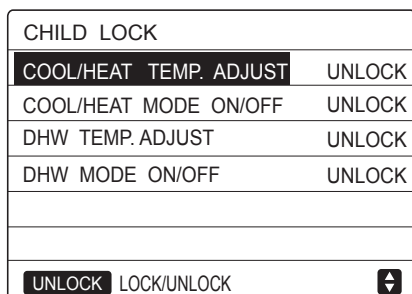 CHILD LOCK
COOL/HEAT TEMP. ADJUST UNLOCK
COOL/HEAT MODE ON/OFF UNLOCK
DHW TEMP. ADJUST UNLOCK
DHW MODE ON/OFF UNLOCK
UNLOCK LOCK/UNLOCK